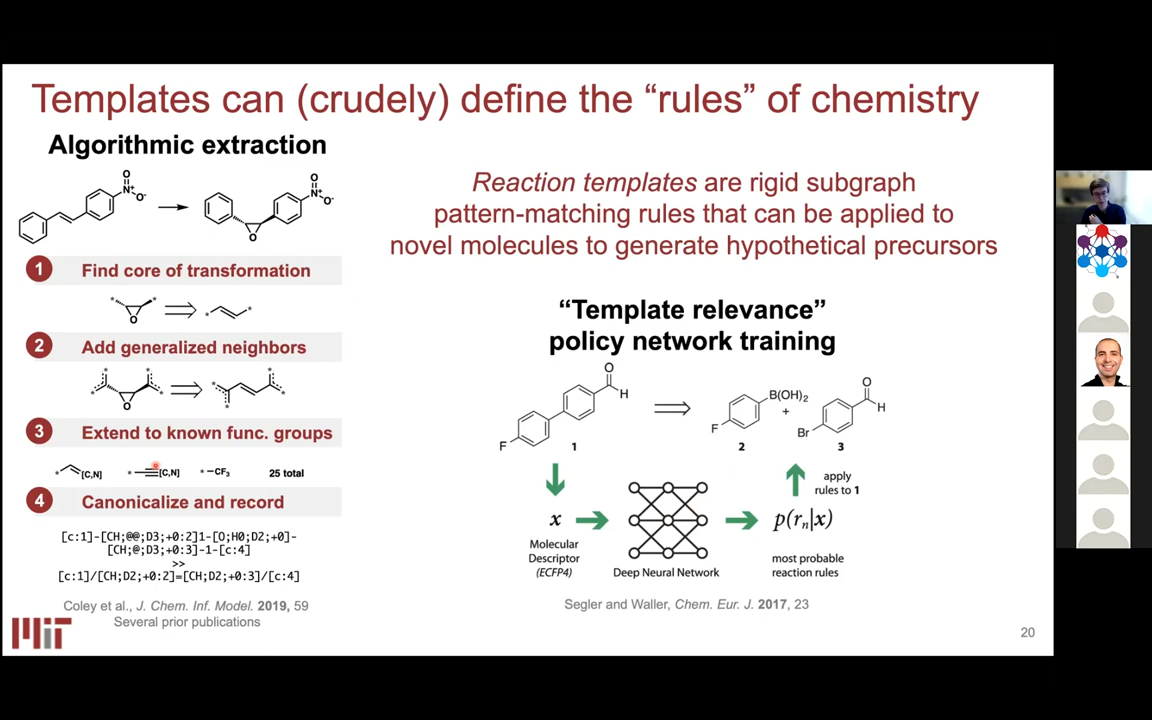 Templates can (crudely) define the “rules” of chemistry
Algorithmic extraction
O
N⁺
O⁻
O
O
N⁺
O⁻
1 Find core of transformation
* * O * *
2 Add generalized neighbors
* * O * * * *
3 Extend to known func. groups
* [C,N] * [C,N] * CF₃ 25 total
4 Canonicalize and record
[c:1]-[CH;@@;D3;+0:2]1-[O;H0;D2;+0]-
[CH;@;D3;+0:3]-1-[c:4]
>>
[c:1]/[CH;D2;+0:2]=[CH;D2;+0:3]/[c:4]
Coley et al., J. Chem. Inf. Model. 2019, 59
Several prior publications
MIT
Reaction templates are rigid subgraph
pattern-matching rules that can be applied to
novel molecules to generate hypothetical precursors
“Template relevance”
policy network training
O
H
F
1
B(OH)₂
F
2
+
O
H
Br
3
apply
rules to 1
x
p(rₙ|x)
Molecular
Descriptor
(ECFP4)
Deep Neural Network
most probable
reaction rules
Segler and Waller, Chem. Eur. J. 2017, 23
20